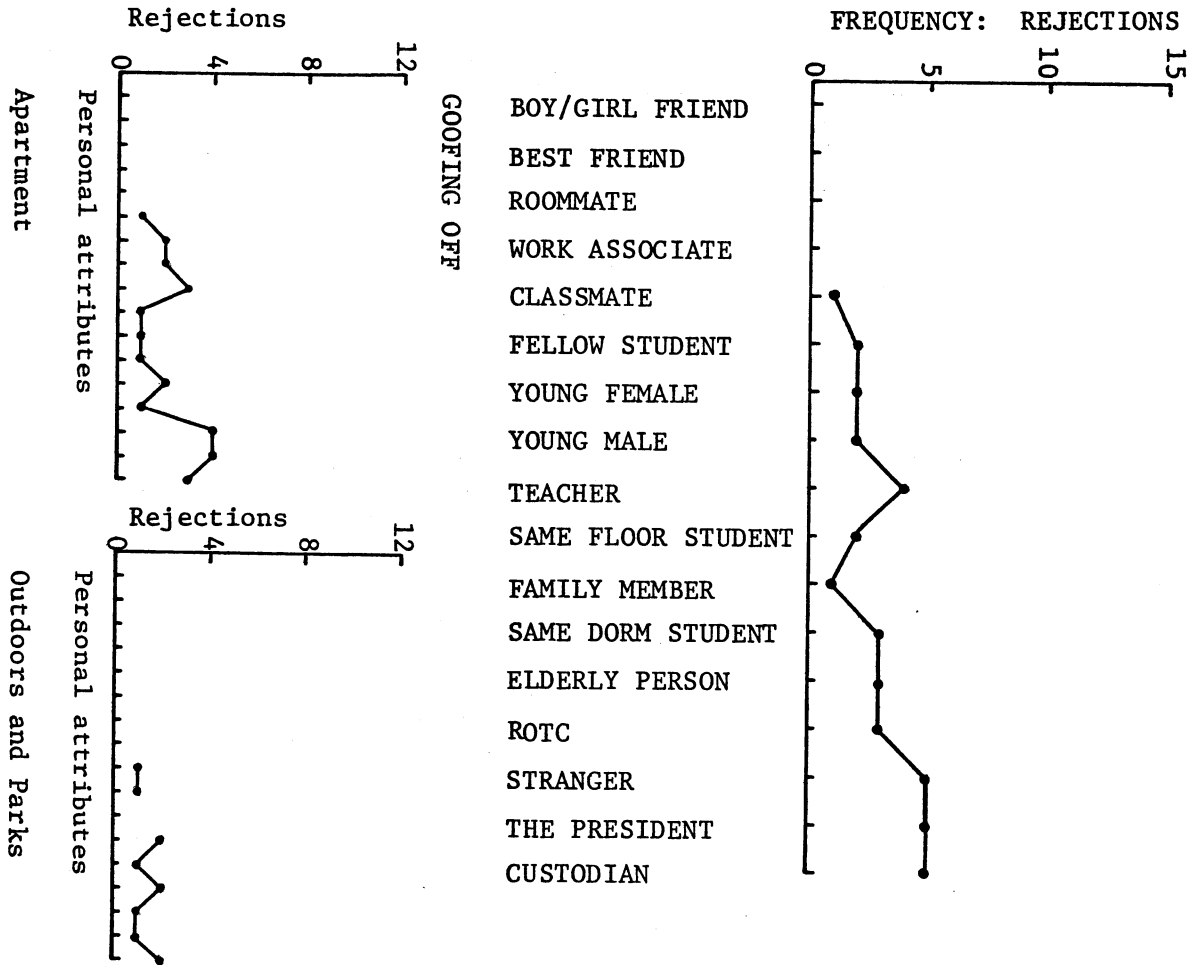 Rejections
0 4 8 12
Personal attributes
Apartment
Rejections
0 4 8 12
Personal attributes
Outdoors and Parks
GOOFING OFF
FREQUENCY: REJECTIONS
0 5 10 15
BOY/GIRL FRIEND
BEST FRIEND
ROOMMATE
WORK ASSOCIATE
CLASSMATE
FELLOW STUDENT
YOUNG FEMALE
YOUNG MALE
TEACHER
SAME FLOOR STUDENT
FAMILY MEMBER
SAME DORM STUDENT
ELDERLY PERSON
ROTC
STRANGER
THE PRESIDENT
CUSTODIAN